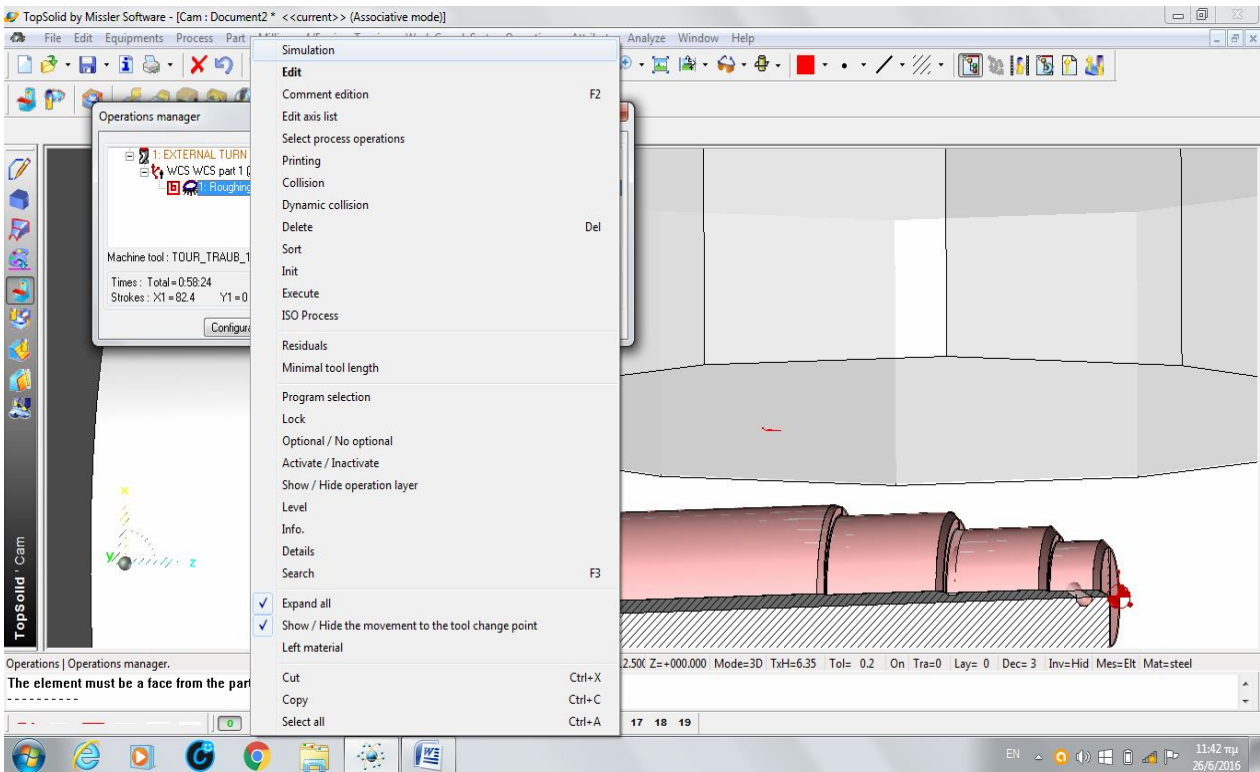 TopSolid by Missler Software - [Cam : Document2 * <<current>> (Associative mode)]
File Edit Equipments Process Part
Analyze Window Help
Operations manager
1: EXTERNAL TURN
WCS WCS part 1
1: Roughing
Machine tool : TOUR_TRAUB_1
Times : Total=0:58:24
Strokes : X1=82.4 Y1=0
Simulation
Edit
Comment edition F2
Edit axis list
Select process operations
Printing
Collision
Dynamic collision
Delete Del
Sort
Init
Execute
ISO Process
Residuals
Minimal tool length
Program selection
Lock
Optional / No optional
Activate / Inactivate
Show / Hide operation layer
Level
Info.
Details
Search F3
Expand all
Show / Hide the movement to the tool change point
Left material
Cut Ctrl+X
Copy Ctrl+C
Select all Ctrl+A
x
y
z
TopSolid'Cam
Operations | Operations manager.
Z=+000.000 Mode=3D TxH=6.35 Tol= 0.2 On Tra=0 Lay= 0 Dec= 3 Inv=Hid Mes=Elt Mat=steel
The element must be a face from the part
----------
0
17 18 19
EN
11:42 πμ
26/6/2016